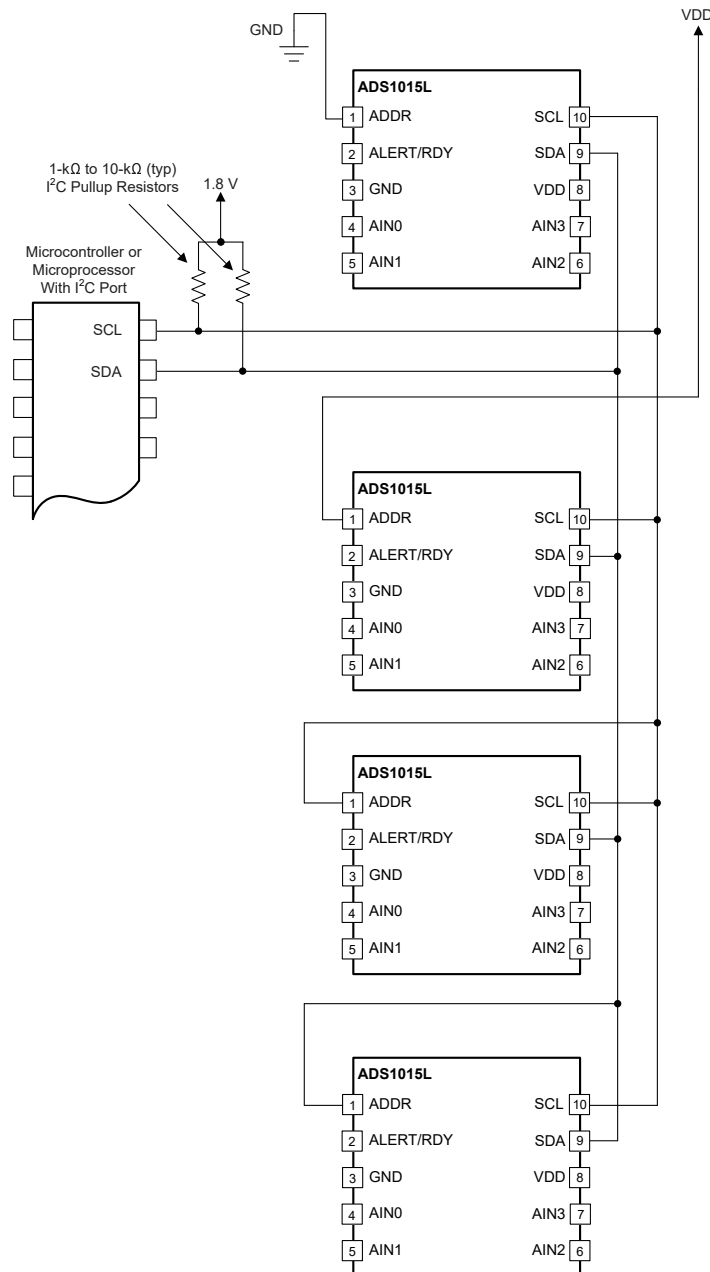 GND
VDD
ADS1015L
1 ADDR SCL 10
2 ALERT/RDY SDA 9
3 GND VDD 8
4 AIN0 AIN3 7
5 AIN1 AIN2 6
1-kΩ to 10-kΩ (typ)
I²C Pullup Resistors
1.8 V
Microcontroller or
Microprocessor
With I²C Port
SCL
SDA
ADS1015L
1 ADDR SCL 10
2 ALERT/RDY SDA 9
3 GND VDD 8
4 AIN0 AIN3 7
5 AIN1 AIN2 6
ADS1015L
1 ADDR SCL 10
2 ALERT/RDY SDA 9
3 GND VDD 8
4 AIN0 AIN3 7
5 AIN1 AIN2 6
ADS1015L
1 ADDR SCL 10
2 ALERT/RDY SDA 9
3 GND VDD 8
4 AIN0 AIN3 7
5 AIN1 AIN2 6